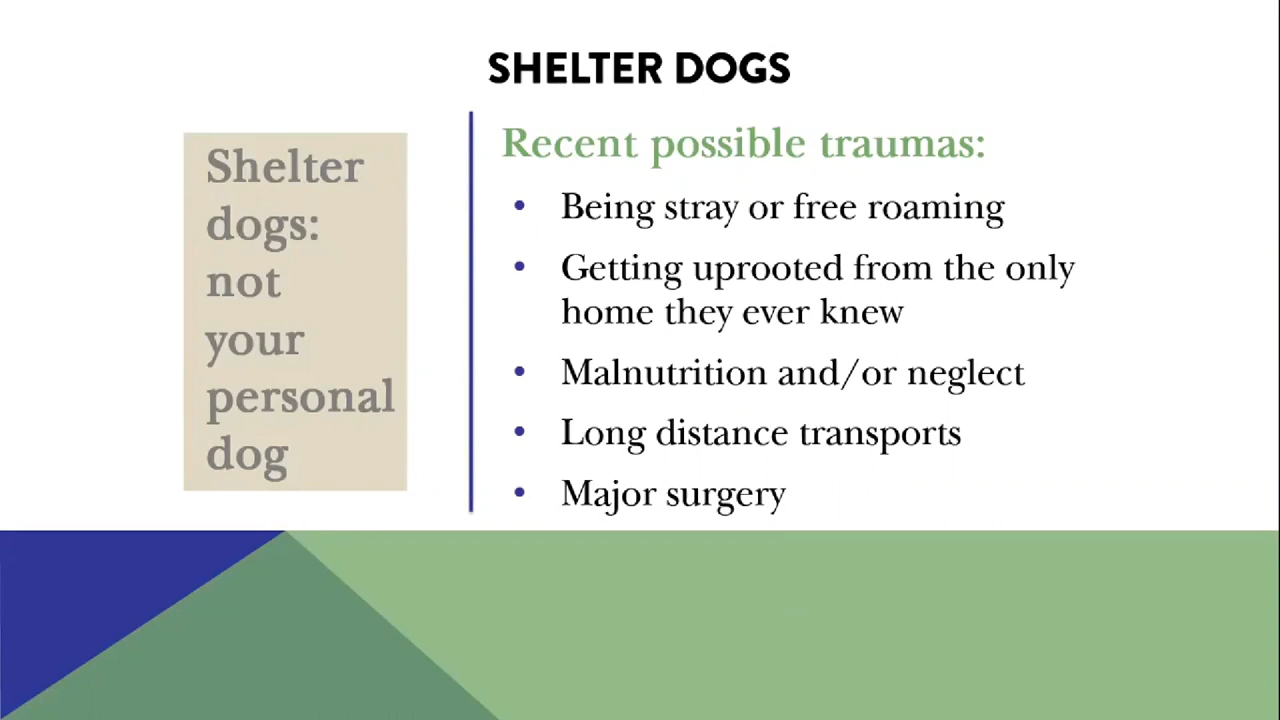 SHELTER DOGS
Shelter
dogs:
not
your
personal
dog
Recent possible traumas:
• Being stray or free roaming
• Getting uprooted from the only
home they ever knew
• Malnutrition and/or neglect
• Long distance transports
• Major surgery